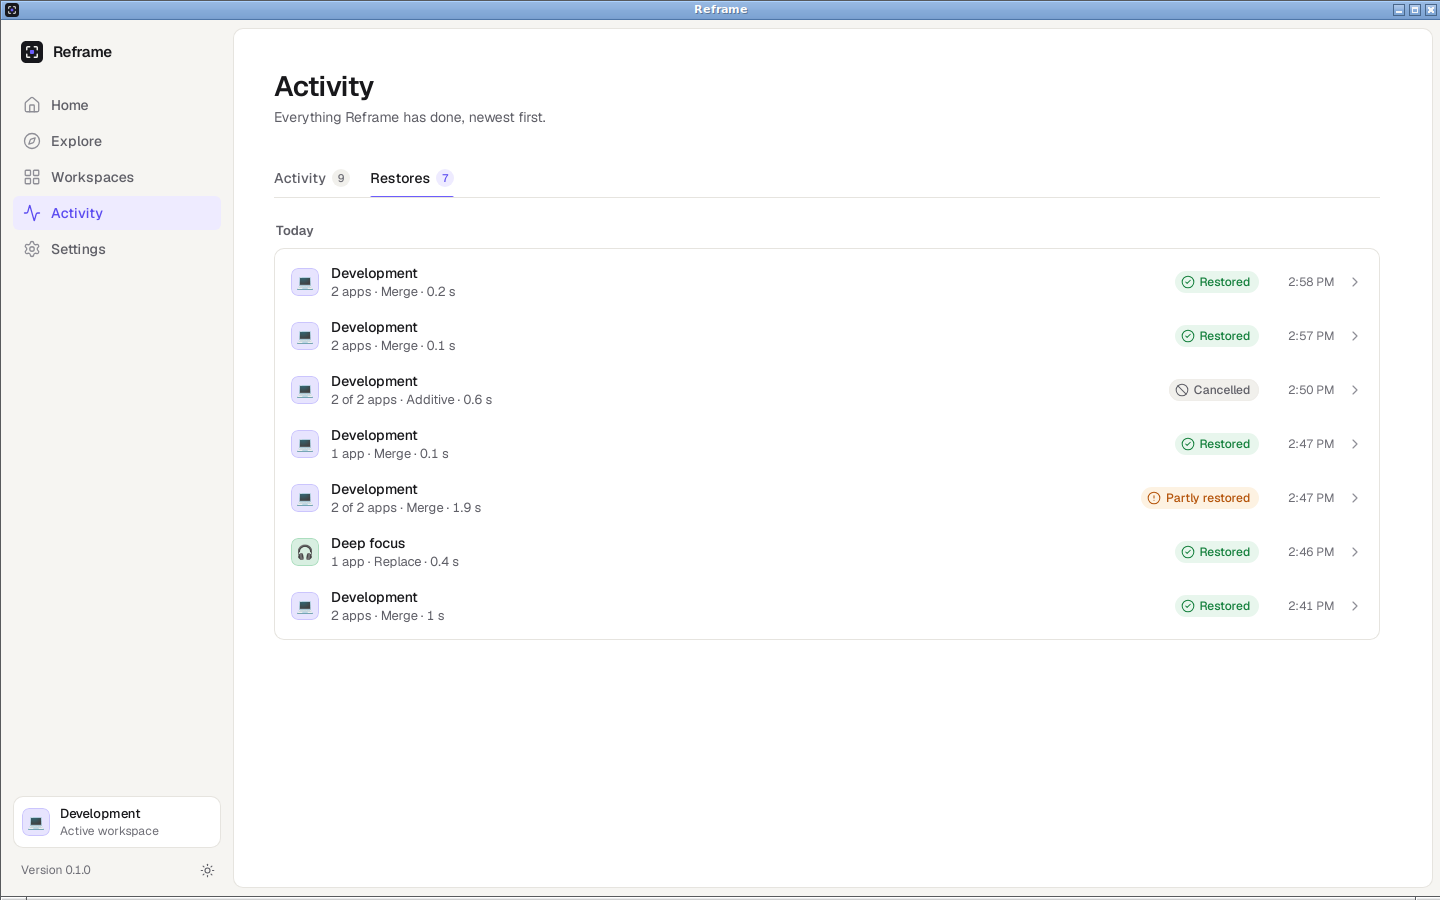 Reframe
Reframe
Home
Explore
Workspaces
Activity
Settings
Activity
Everything Reframe has done, newest first.
Activity 9 Restores 7
Today
Development
2 apps · Merge · 0.2 s
Restored 2:58 PM
Development
2 apps · Merge · 0.1 s
Restored 2:57 PM
Development
2 of 2 apps · Additive · 0.6 s
Cancelled 2:50 PM
Development
1 app · Merge · 0.1 s
Restored 2:47 PM
Development
2 of 2 apps · Merge · 1.9 s
Partly restored 2:47 PM
Deep focus
1 app · Replace · 0.4 s
Restored 2:46 PM
Development
2 apps · Merge · 1 s
Restored 2:41 PM
Development
Active workspace
Version 0.1.0